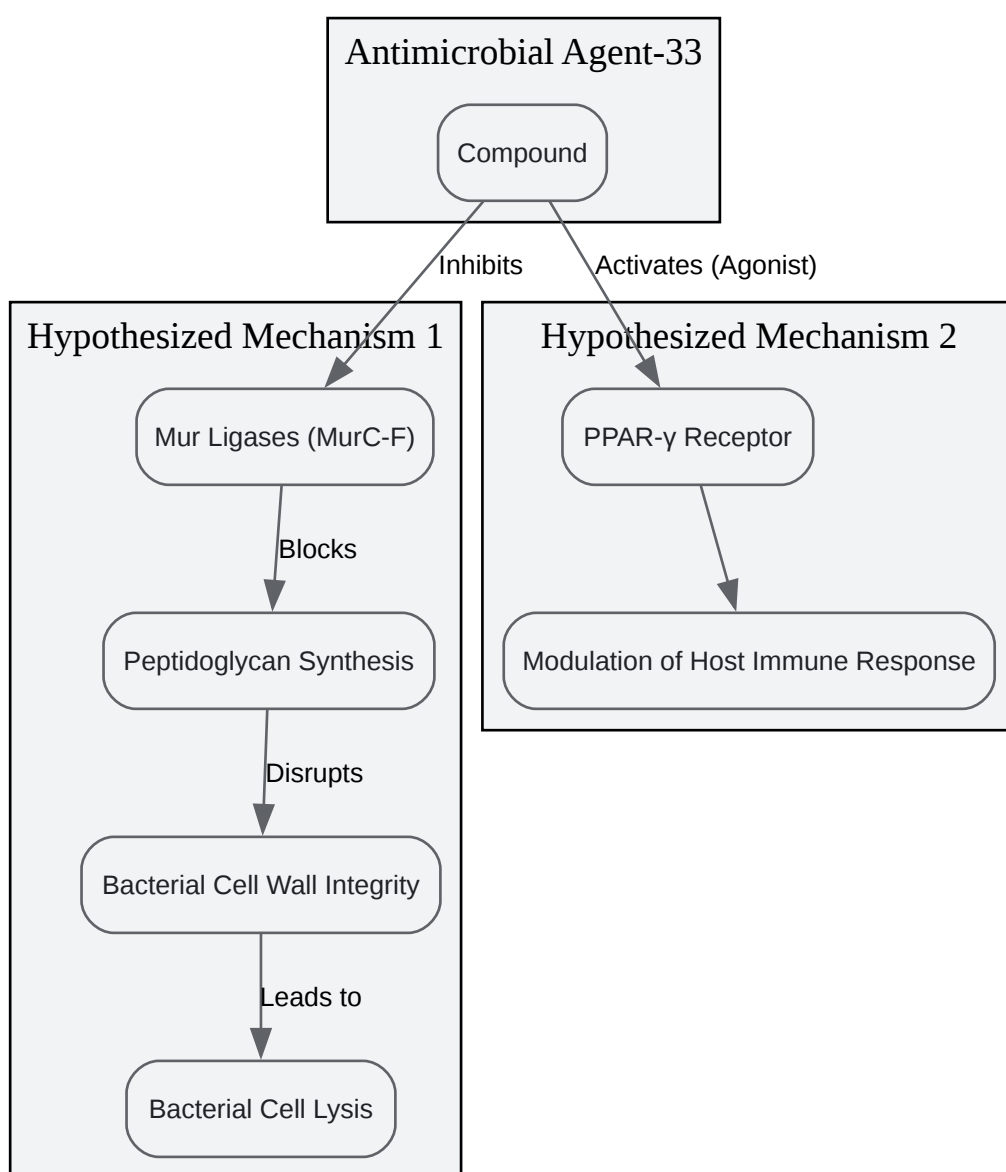 Antimicrobial Agent-33
Compound
Inhibits
Activates (Agonist)
Hypothesized Mechanism 1
Hypothesized Mechanism 2
Mur Ligases (MurC-F)
PPAR-γ Receptor
Blocks
Peptidoglycan Synthesis
Modulation of Host Immune Response
Disrupts
Bacterial Cell Wall Integrity
Leads to
Bacterial Cell Lysis